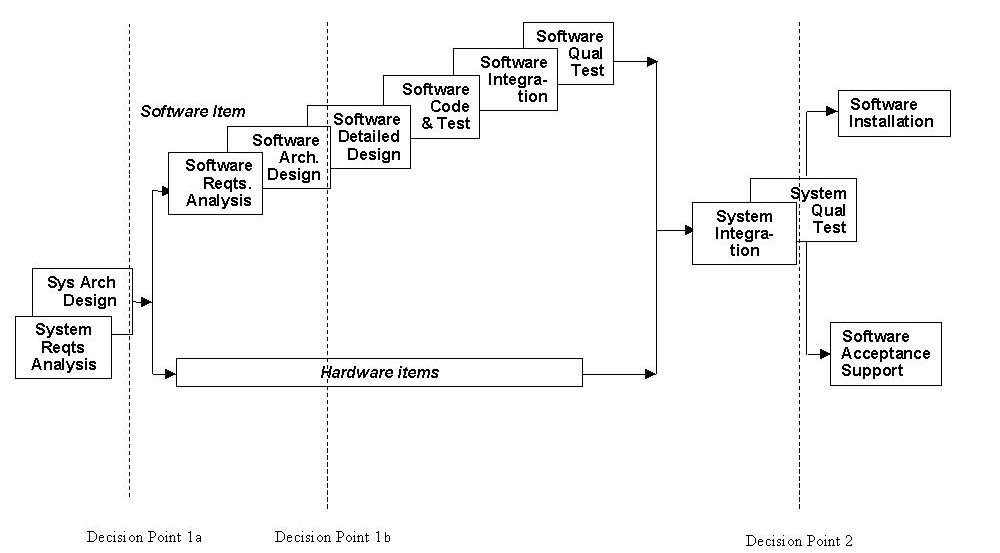 Software
Qual
Test
Software
Integra-
tion
Software
Code
& Test
Software Item
Software
Detailed
Design
Software
Arch.
Design
Software
Reqts.
Analysis
Software
Installation
System
Qual
Test
System
Integra-
tion
Sys Arch
Design
System
Reqts
Analysis
Hardware items
Software
Acceptance
Support
Decision Point 1a
Decision Point 1b
Decision Point 2